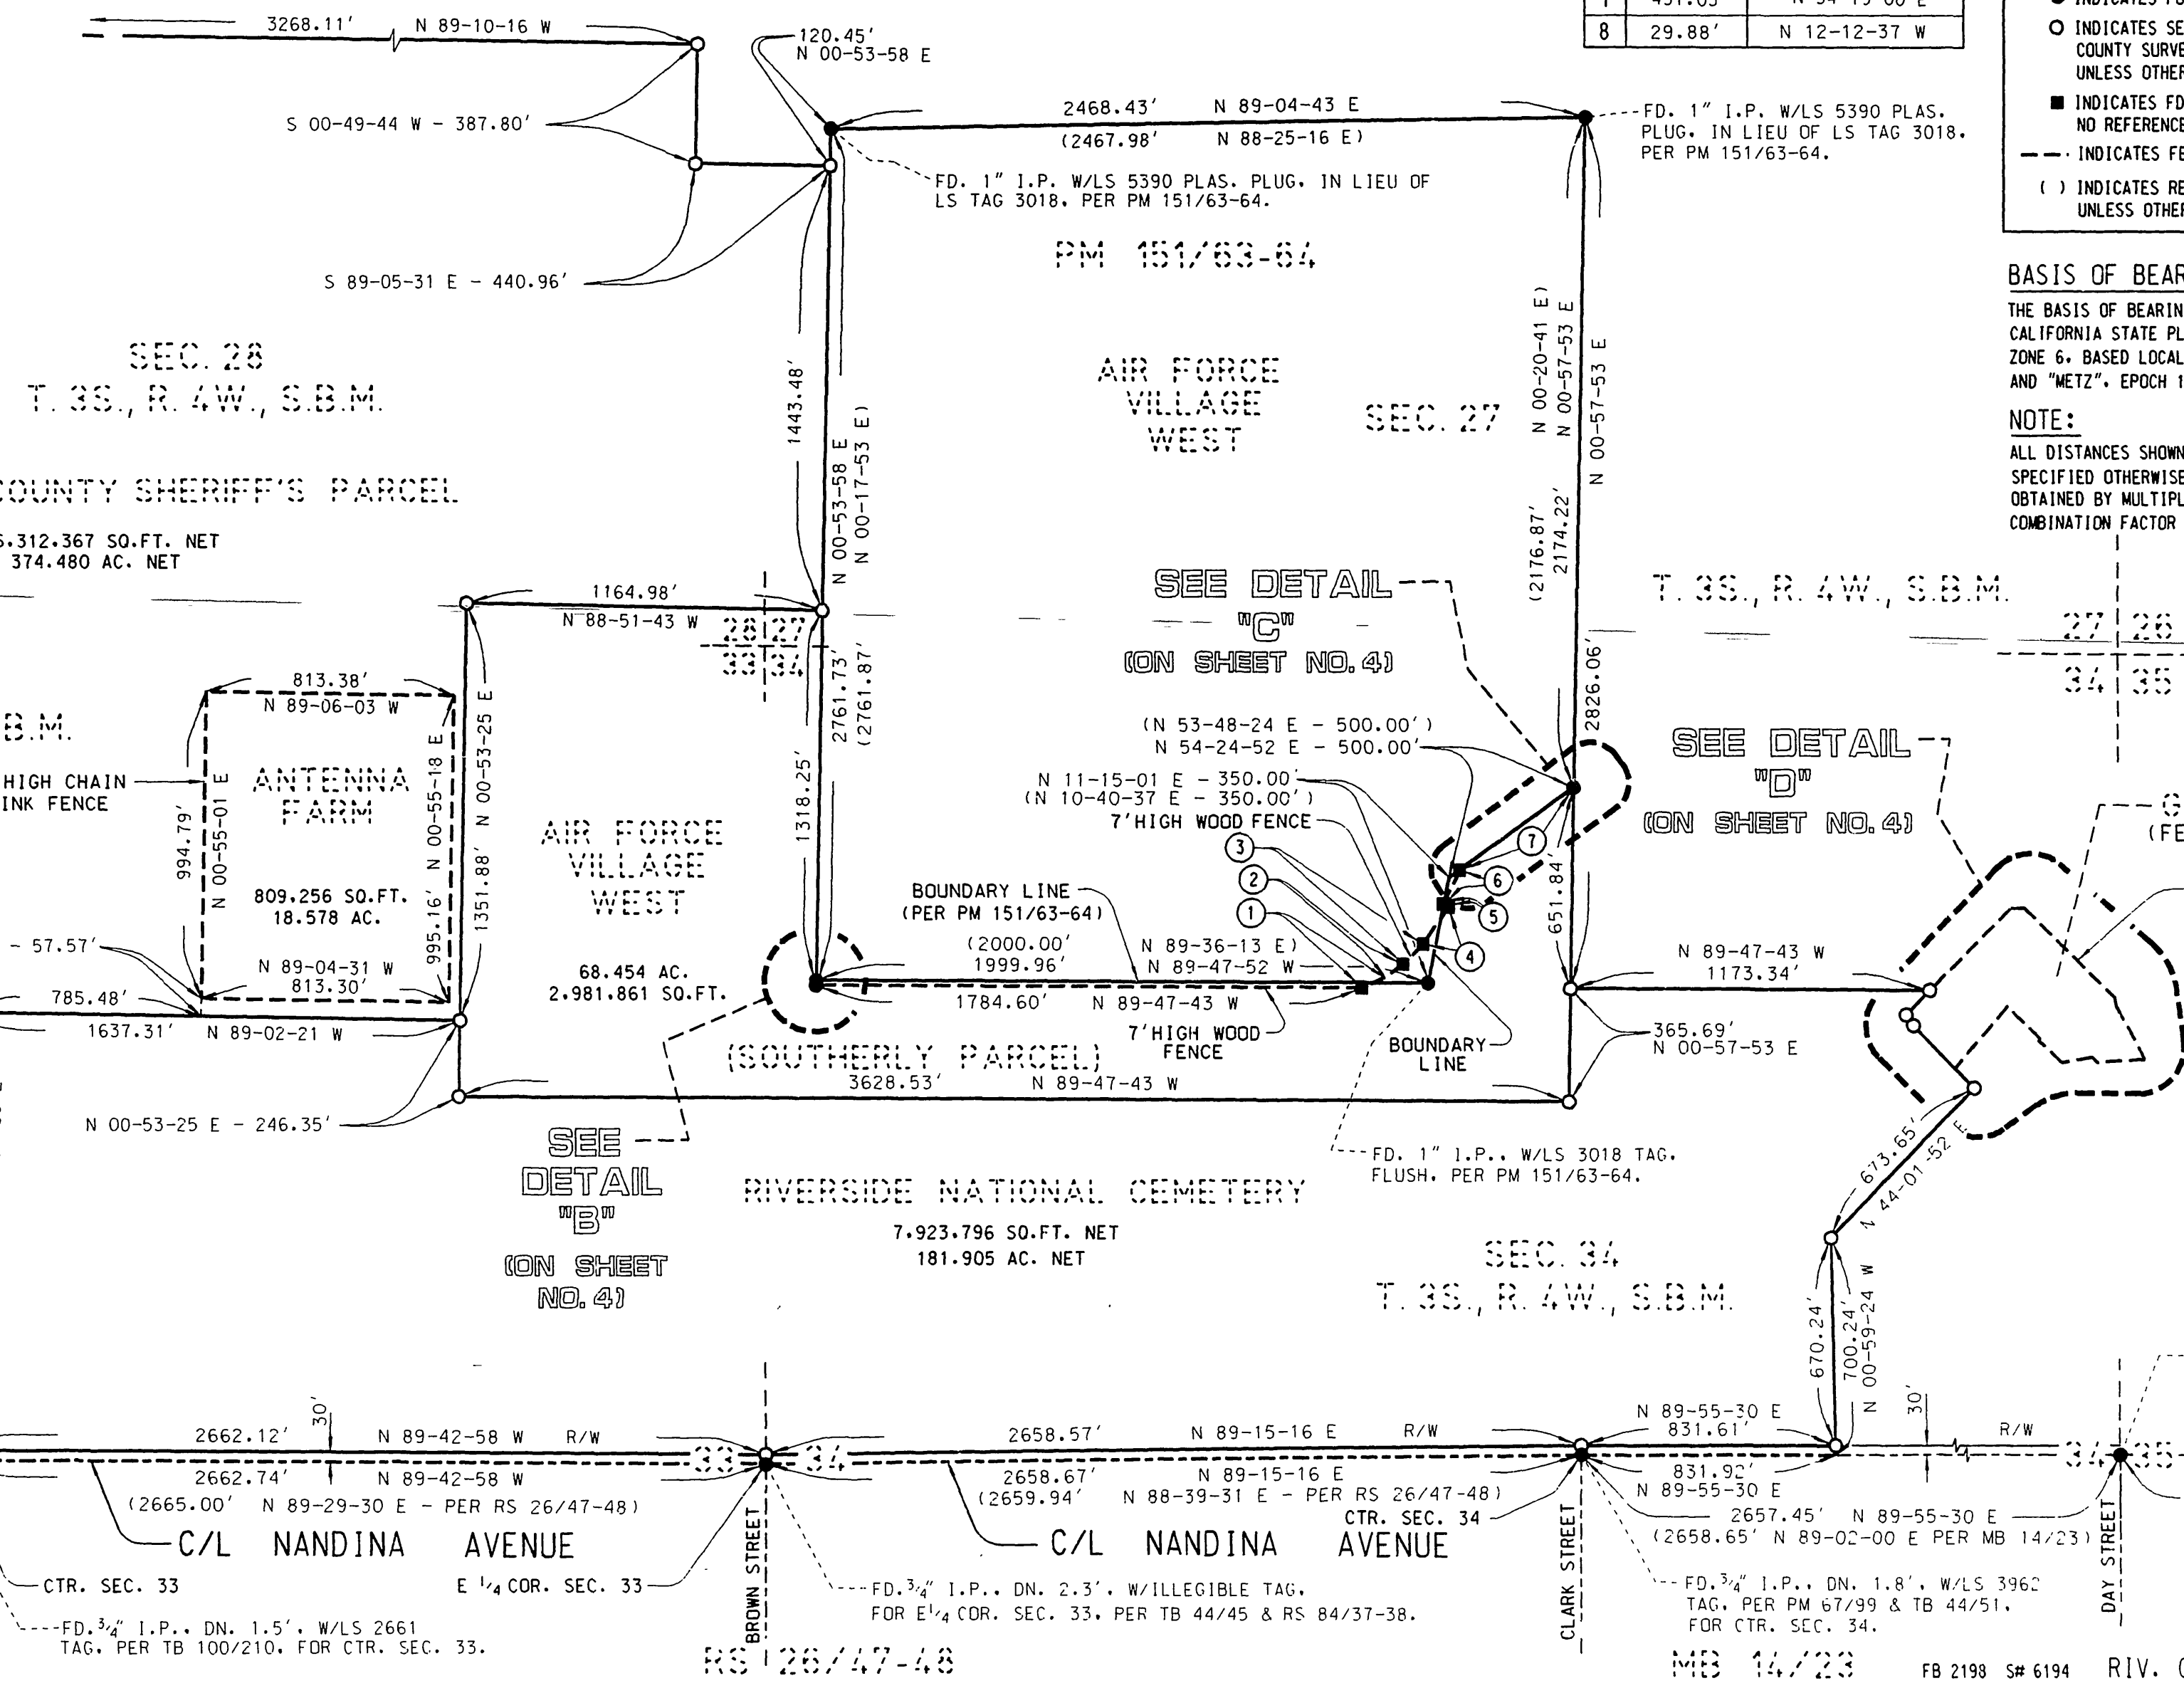 3268.11' N 89-10-16 W
120.45'
N 00-53-58 E
8 29.88' N 12-12-37 W
INDICATES SE
COUNTY SURVE
UNLESS OTHER
INDICATES FD
NO REFERENCE
INDICATES FE
( ) INDICATES RE
UNLESS OTHER
S 00-49-44 W - 387.80'
2468.43' N 89-04-43 E
(2467.98' N 88-25-16 E)
FD. 1" I.P. W/LS 5390 PLAS.
PLUG. IN LIEU OF LS TAG 3018.
PER PM 151/63-64.
FD. 1" I.P. W/LS 5390 PLAS. PLUG. IN LIEU OF
LS TAG 3018. PER PM 151/63-64.
PM 151/63-64
S 89-05-31 E - 440.96'
BASIS OF BEAR
THE BASIS OF BEARIN
CALIFORNIA STATE PL
ZONE 6. BASED LOCAL
AND "METZ". EPOCH 1
NOTE:
ALL DISTANCES SHOWN
SPECIFIED OTHERWISE
OBTAINED BY MULTIPL
COMBINATION FACTOR
SEC. 28
T. 3S., R. 4W., S.B.M.
COUNTY SHERIFF'S PARCEL
6.312.367 SQ.FT. NET
374.480 AC. NET
1443.48'
N 00-53-58 E
N 00-17-53 E)
AIR FORCE
VILLAGE
WEST
SEC. 27
N 00-20-41 E)
N 00-57-53 E
N 00-57-53 E
(2176.87'
2174.22'
2826.06'
SEE DETAIL
"C"
(ON SHEET NO. 4)
T. 3S., R. 4W., S.B.M.
27 26
34 35
1164.98'
N 88-51-43 W
28 27
33 34
2761.73'
(2761.87'
1318.25'
813.38'
N 89-06-03 W
B.M.
HIGH CHAIN
INK FENCE
994.79'
N 00-55-01 E
ANTENNA
FARM
809.256 SQ.FT.
18.578 AC.
995.16' N 00-55-18 E
1351.88' N 00-53-25 E
N 89-04-31 W
813.30'
- 57.57'
785.48'
1637.31' N 89-02-21 W
AIR FORCE
VILLAGE
WEST
68.454 AC.
2.981.861 SQ.FT.
(N 53-48-24 E - 500.00')
N 54-24-52 E - 500.00'
N 11-15-01 E - 350.00'
(N 10-40-37 E - 350.00')
7'HIGH WOOD FENCE
3
2
1
7
6
5
4
651.84'
BOUNDARY LINE
(PER PM 151/63-64)
(2000.00' N 89-36-13 E)
1999.96' N 89-47-52 W
1784.60' N 89-47-43 W
7'HIGH WOOD
FENCE
BOUNDARY
LINE
SEE DETAIL
"D"
(ON SHEET NO. 4)
G
(FE
N 89-47-43 W
1173.34'
365.69'
N 00-57-53 E
(SOUTHERLY PARCEL)
3628.53' N 89-47-43 W
N 00-53-25 E - 246.35'
SEE
DETAIL
"B"
(ON SHEET
NO. 4)
FD. 1" I.P.. W/LS 3018 TAG.
FLUSH. PER PM 151/63-64.
RIVERSIDE NATIONAL CEMETERY
7.923.796 SQ.FT. NET
181.905 AC. NET
SEC. 34
T. 3S., R. 4W., S.B.M.
673.65'
N 44-01-52 E
670.24'
700.24'
N 00-59-24 W
30'
2662.12' N 89-42-58 W R/W
33
34
2658.57' N 89-15-16 E R/W
N 89-55-30 E
831.61'
30'
R/W
34 35
2662.74' N 89-42-58 W
(2665.00' N 89-29-30 E - PER RS 26/47-48)
2658.67' N 89-15-16 E
(2659.94' N 88-39-31 E - PER RS 26/47-48)
831.92'
N 89-55-30 E
CTR. SEC. 34
2657.45' N 89-55-30 E
(2658.65' N 89-02-00 E PER MB 14/23)
C/L NANDINA AVENUE
C/L NANDINA AVENUE
CTR. SEC. 33
E 1/4 COR. SEC. 33
BROWN STREET
CLARK STREET
DAY STREET
FD.3/4" I.P.. DN. 1.5'. W/LS 2661
TAG. PER TB 100/210. FOR CTR. SEC. 33.
FD.3/4" I.P.. DN. 2.3'. W/ILLEGIBLE TAG.
FOR E1/4 COR. SEC. 33. PER TB 44/45 & RS 84/37-38.
FD.3/4" I.P.. DN. 1.8'. W/LS 3962
TAG. PER PM 67/99 & TB 44/51.
FOR CTR. SEC. 34.
RS 26/47-48
MB 14/23
FB 2198 S# 6194 RIV.